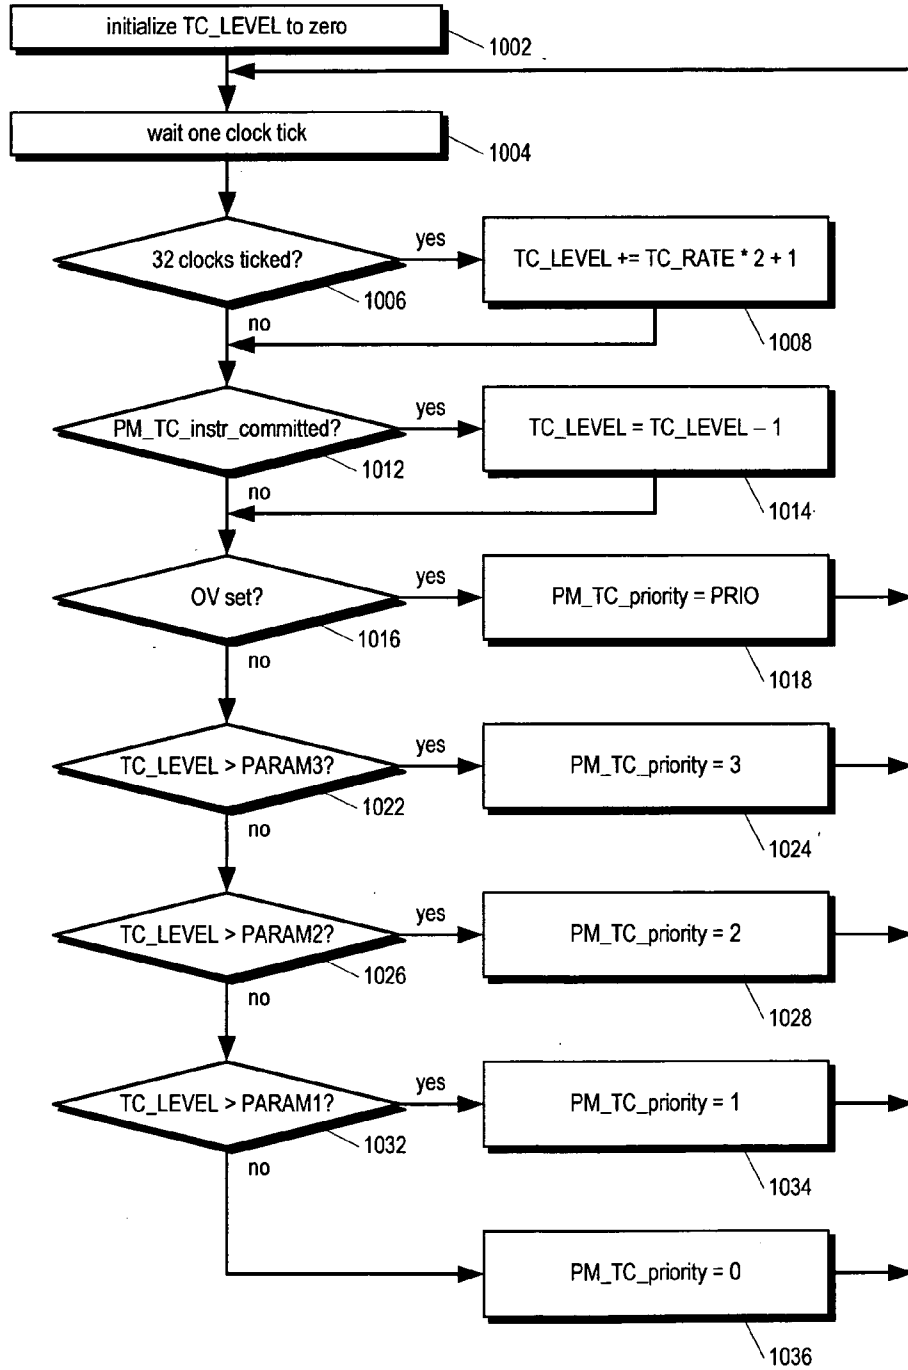 initialize TC_LEVEL to zero
1002
wait one clock tick
1004
32 clocks ticked?
1006
yes
TC_LEVEL += TC_RATE * 2 + 1
1008
no
PM_TC_instr_committed?
1012
yes
TC_LEVEL = TC_LEVEL – 1
1014
no
OV set?
1016
yes
PM_TC_priority = PRIO
1018
no
TC_LEVEL > PARAM3?
1022
yes
PM_TC_priority = 3
1024
no
TC_LEVEL > PARAM2?
1026
yes
PM_TC_priority = 2
1028
no
TC_LEVEL > PARAM1?
1032
yes
PM_TC_priority = 1
1034
no
PM_TC_priority = 0
1036